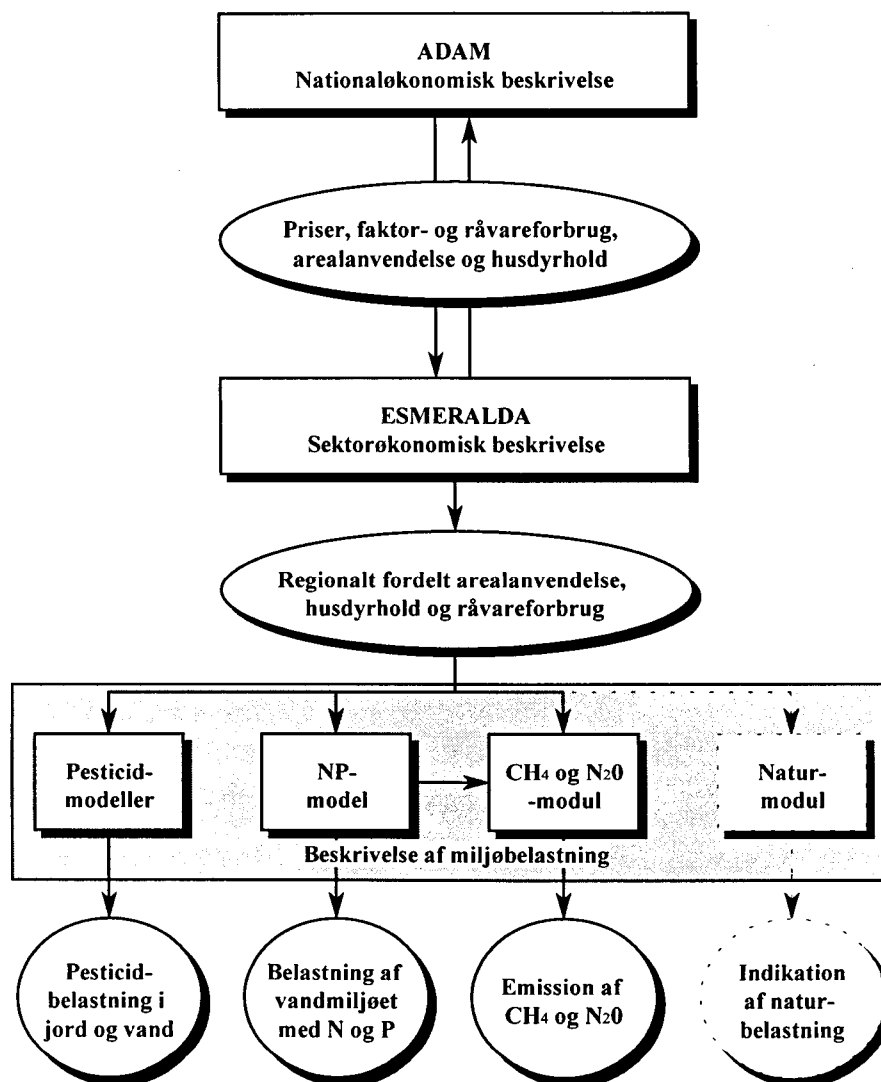 ADAM
Nationaløkonomisk beskrivelse
Priser, faktor- og råvareforbrug,
arealanvendelse og husdyrhold
ESMERALDA
Sektorøkonomisk beskrivelse
Regionalt fordelt arealanvendelse,
husdyrhold og råvareforbrug
Pesticid-
modeller
NP-
model
CH4 og N20
-modul
Natur-
modul
Beskrivelse af miljøbelastning
Pesticid-
belastning i
jord og vand
Belastning af
vandmiljøet
med N og P
Emission af
CH4 og N20
Indikation
af natur-
belastning